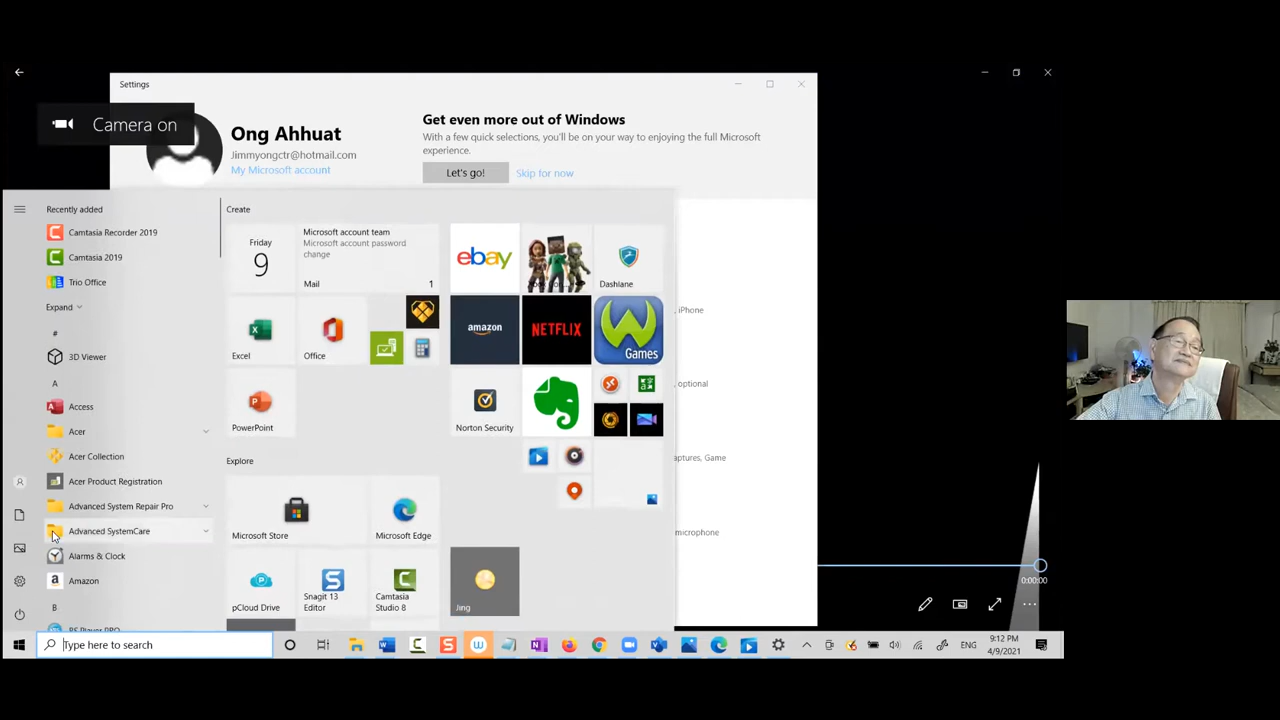 Settings
Camera on
Ong Ahhuat
Jimmyongctr@hotmail.com
My Microsoft account
Get even more out of Windows
With a few quick selections, you'll be on your way to enjoying the full Microsoft
experience.
Let's go!
Skip for now
Recently added
Camtasia Recorder 2019
Camtasia 2019
Trio Office
Expand
#
3D Viewer
A
Access
Acer
Acer Collection
Acer Product Registration
Advanced System Repair Pro
Advanced SystemCare
Alarms & Clock
Amazon
B
Create
Friday
9
Microsoft account team
Microsoft account password
change
Mail
1
ebay
Dashlane
Excel
Office
amazon
NETFLIX
Games
PowerPoint
Norton Security
Explore
Microsoft Store
Microsoft Edge
pCloud Drive
Snagit 13
Editor
Camtasia
Studio 8
Jing
, iPhone
, optional
aptures, Game
microphone
0:00:00
Type here to search
ENG
9:12 PM
4/9/2021